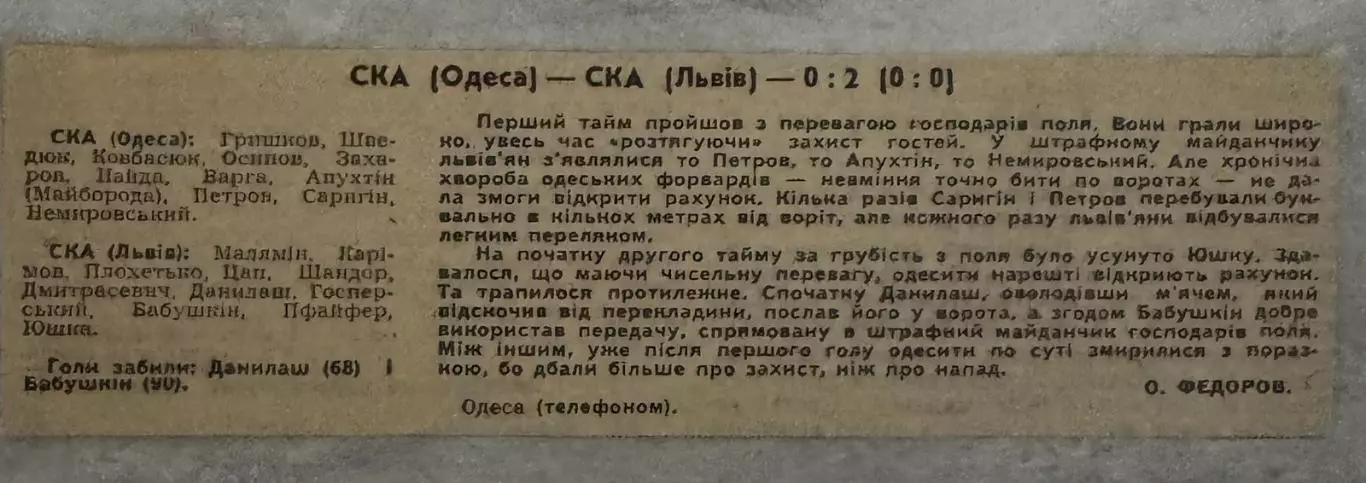 СКА (Одеса) — СКА (Львів) — 0 : 2 (0 : 0)
СКА (Одеса): Гришков, Шве-
дюк, Ковбасюк, Осипов, Заха-
ров, Найда, Варга, Апухтін
(Майборода), Петров, Саригін,
Немировський.
СКА (Львів): Малямін, Карі-
мов, Плохетько, Цап, Шандор,
Дмитрасевич, Данилаш, Госпер-
ський, Бабушкін, Пфайфер,
Юшка.
Голи забили: Данилаш (68) і
Бабушкін (90).
Перший тайм пройшов з перевагою господарів поля. Вони грали широ-
ко, увесь час «розтягуючи» захист гостей. У штрафному майданчику
львів'ян з'являлися то Петров, то Апухтін, то Немировський. Але хронічна
хвороба одеських форвардів — невміння точно бити по воротах — не да-
ла змоги відкрити рахунок. Кілька разів Саригін і Петров перебували бук-
вально в кількох метрах від воріт, але кожного разу львів'яни відбувалися
легким переляком.
На початку другого тайму за грубість з поля було усунуто Юшку. Зда-
валося, що маючи чисельну перевагу, одесити нарешті відкриють рахунок.
Та трапилося протилежне. Спочатку Данилаш, оволодівши м'ячем, який
відскочив від перекладини, послав його у ворота, а згодом Бабушкін добре
використав передачу, спрямовану в штрафний майданчик господарів поля.
Між іншим, уже після першого голу одесити по суті змирилися з пораз-
кою, бо дбали більше про захист, ніж про напад.
О. ФЕДОРОВ.
Одеса (телефоном).